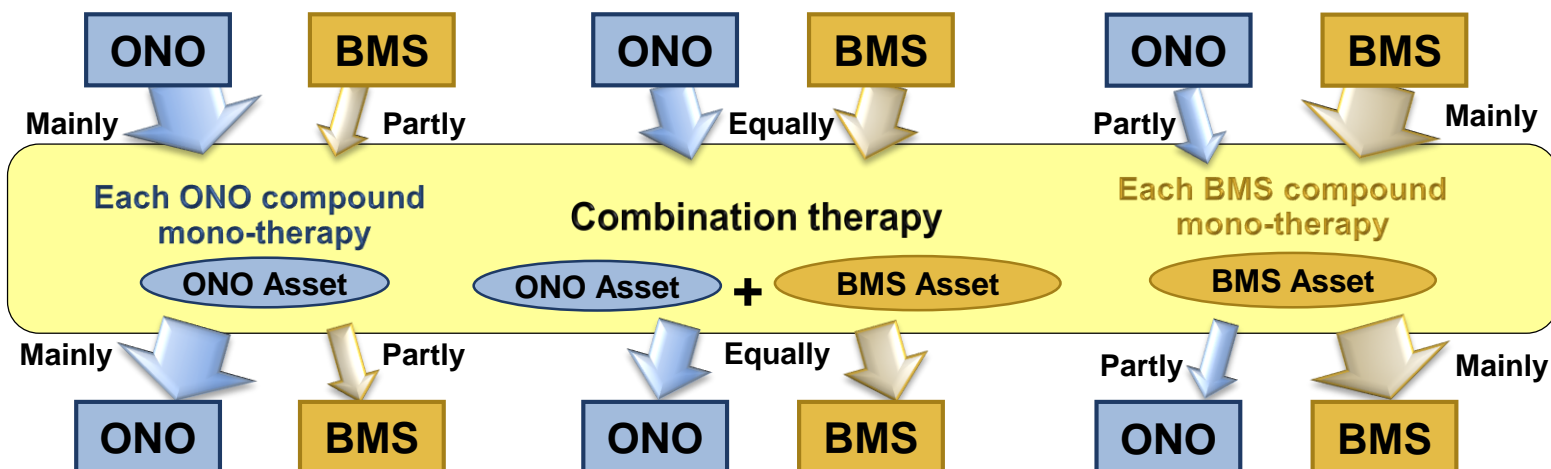 ONO BMS ONO BMS ONO BMS
Mainly Partly Equally Partly Mainly
Each ONO compound
mono-therapy
Combination therapy
Each BMS compound
mono-therapy
ONO Asset ONO Asset + BMS Asset BMS Asset
Mainly Partly Equally Partly Mainly
ONO BMS ONO BMS ONO BMS